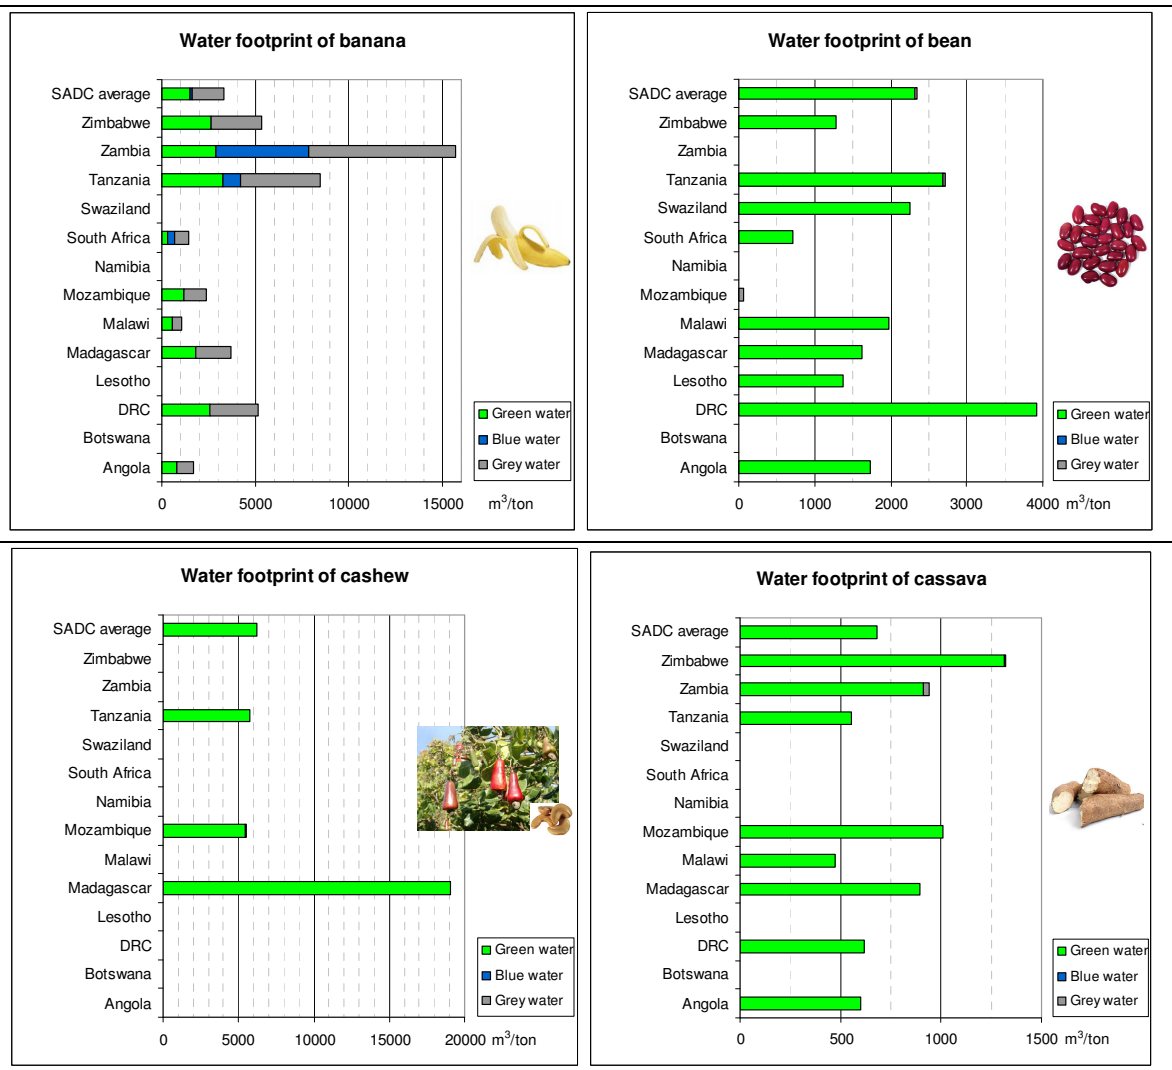 Water footprint of banana
SADC average
Zimbabwe
Zambia
Tanzania
Swaziland
South Africa
Namibia
Mozambique
Malawi
Madagascar
Lesotho
DRC
Botswana
Angola
0 5000 10000 15000 m³/ton
Green water
Blue water
Grey water
Water footprint of bean
SADC average
Zimbabwe
Zambia
Tanzania
Swaziland
South Africa
Namibia
Mozambique
Malawi
Madagascar
Lesotho
DRC
Botswana
Angola
0 1000 2000 3000 4000 m³/ton
Green water
Blue water
Grey water
Water footprint of cashew
SADC average
Zimbabwe
Zambia
Tanzania
Swaziland
South Africa
Namibia
Mozambique
Malawi
Madagascar
Lesotho
DRC
Botswana
Angola
0 5000 10000 15000 20000 m³/ton
Green water
Blue water
Grey water
Water footprint of cassava
SADC average
Zimbabwe
Zambia
Tanzania
Swaziland
South Africa
Namibia
Mozambique
Malawi
Madagascar
Lesotho
DRC
Botswana
Angola
0 500 1000 1500 m³/ton
Green water
Blue water
Grey water